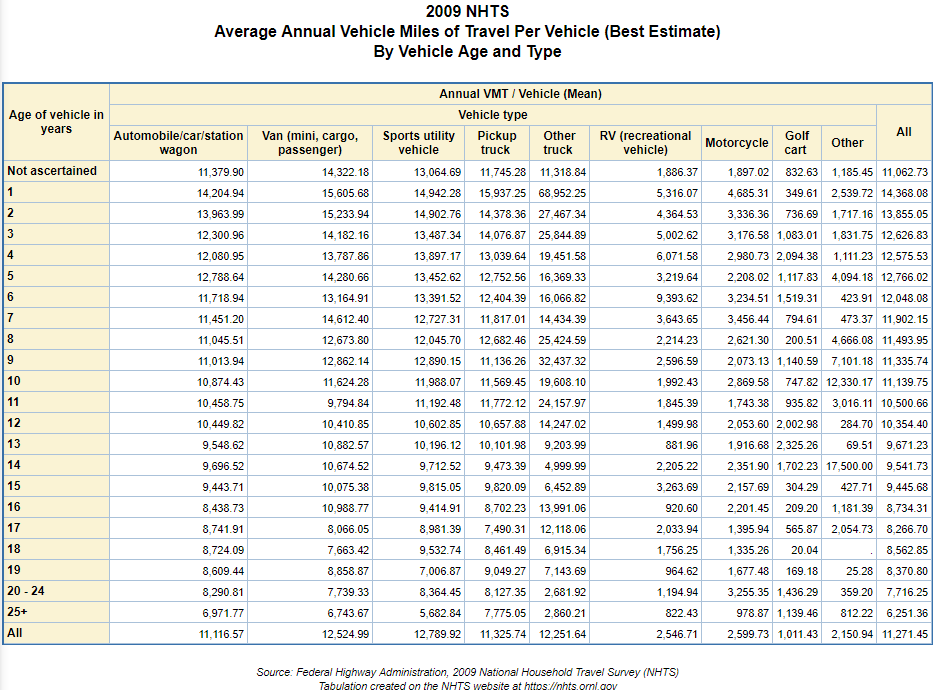 2009 NHTS
Average Annual Vehicle Miles of Travel Per Vehicle (Best Estimate)
By Vehicle Age and Type
Age of vehicle in years Annual VMT / Vehicle (Mean)
Vehicle type All
Automobile/car/station wagon Van (mini, cargo, passenger) Sports utility vehicle Pickup truck Other truck RV (recreational vehicle) Motorcycle Golf cart Other
Not ascertained 11,379.90 14,322.18 13,064.69 11,745.28 11,318.84 1,886.37 1,897.02 832.63 1,185.45 11,062.73
1 14,204.94 15,605.68 14,942.28 15,937.25 68,952.25 5,316.07 4,685.31 349.61 2,539.72 14,368.08
2 13,963.99 15,233.94 14,902.76 14,378.36 27,467.34 4,364.53 3,336.36 736.69 1,717.16 13,855.05
3 12,300.96 14,182.16 13,487.34 14,076.87 25,844.89 5,002.62 3,176.58 1,083.01 1,831.75 12,626.83
4 12,080.95 13,787.86 13,897.17 13,039.64 19,451.58 6,071.58 2,980.73 2,094.38 1,111.23 12,575.53
5 12,788.64 14,280.66 13,452.62 12,752.56 16,369.33 3,219.64 2,208.02 1,117.83 4,094.18 12,766.02
6 11,718.94 13,164.91 13,391.52 12,404.39 16,066.82 9,393.62 3,234.51 1,519.31 423.91 12,048.08
7 11,451.20 14,612.40 12,727.31 11,817.01 14,434.39 3,643.65 3,456.44 794.61 473.37 11,902.15
8 11,045.51 12,673.80 12,045.70 12,682.46 25,424.59 2,214.23 2,621.30 200.51 4,666.08 11,493.95
9 11,013.94 12,862.14 12,890.15 11,136.26 32,437.32 2,596.59 2,073.13 1,140.59 7,101.18 11,335.74
10 10,874.43 11,624.28 11,988.07 11,569.45 19,608.10 1,992.43 2,869.58 747.82 12,330.17 11,139.75
11 10,458.75 9,794.84 11,192.48 11,772.12 24,157.97 1,845.39 1,743.38 935.82 3,016.11 10,500.66
12 10,449.82 10,410.85 10,602.85 10,657.88 14,247.02 1,499.98 2,053.60 2,002.98 284.70 10,354.40
13 9,548.62 10,882.57 10,196.12 10,101.98 9,203.99 881.96 1,916.68 2,325.26 69.51 9,671.23
14 9,696.52 10,674.52 9,712.52 9,473.39 4,999.99 2,205.22 2,351.90 1,702.23 17,500.00 9,541.73
15 9,443.71 10,075.38 9,815.05 9,820.09 6,452.89 3,263.69 2,157.69 304.29 427.71 9,445.68
16 8,438.73 10,988.77 9,414.91 8,702.23 13,991.06 920.60 2,201.45 209.20 1,181.39 8,734.31
17 8,741.91 8,066.05 8,981.39 7,490.31 12,118.06 2,033.94 1,395.94 565.87 2,054.73 8,266.70
18 8,724.09 7,663.42 9,532.74 8,461.49 6,915.34 1,756.25 1,335.26 20.04 . 8,562.85
19 8,609.44 8,858.87 7,006.87 9,049.27 7,143.69 964.62 1,677.48 169.18 25.28 8,370.80
20 - 24 8,290.81 7,739.33 8,364.45 8,127.35 2,681.92 1,194.94 3,255.35 1,436.29 359.20 7,716.25
25+ 6,971.77 6,743.67 5,682.84 7,775.05 2,860.21 822.43 978.87 1,139.46 812.22 6,251.36
All 11,116.57 12,524.99 12,789.92 11,325.74 12,251.64 2,546.71 2,599.73 1,011.43 2,150.94 11,271.45
Source: Federal Highway Administration, 2009 National Household Travel Survey (NHTS)
Tabulation created on the NHTS website at https://nhts.ornl.gov